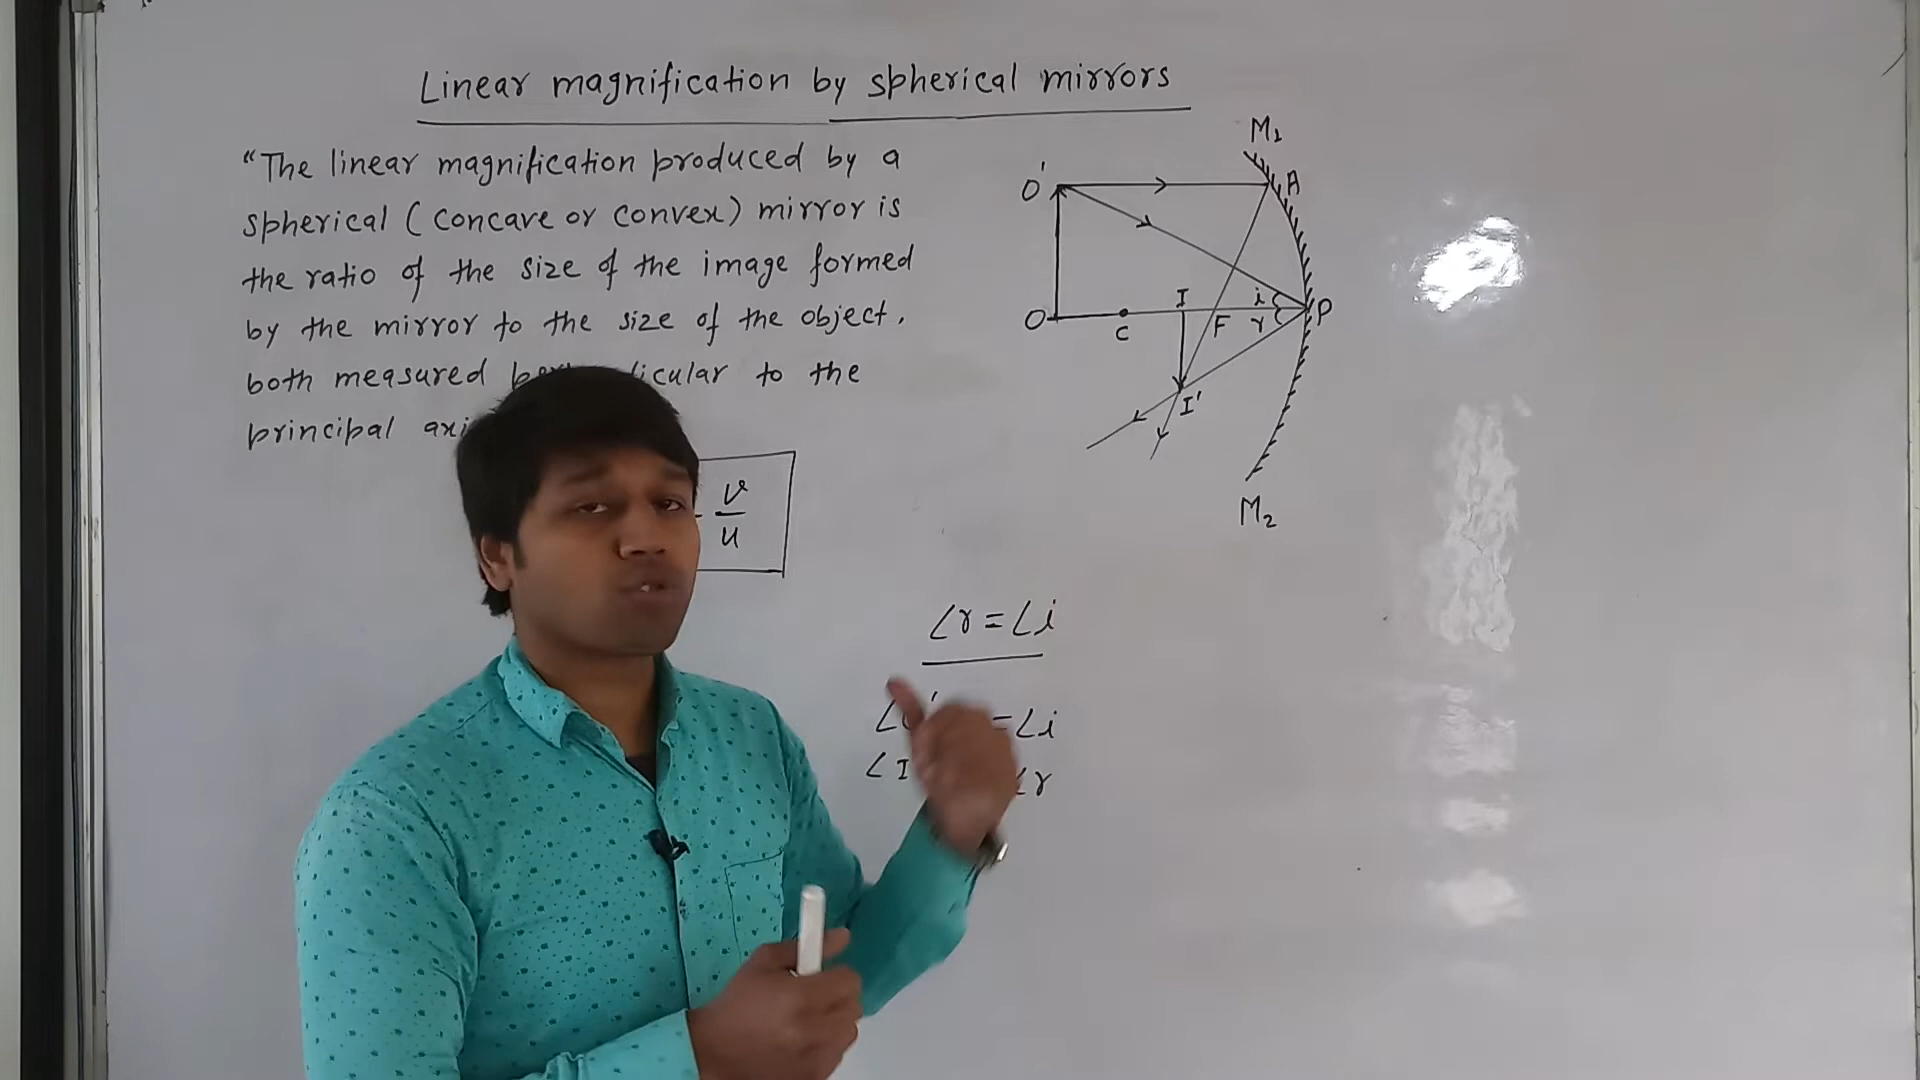 Linear magnification by spherical mirrors
"The linear magnification produced by a
spherical (concave or convex) mirror is
the ratio of the size of the image formed
by the mirror to the size of the object,
both measured to the
principal
v
u
M1
O'
A
O
C
I
F
i
r
P
I'
M2
∠r = ∠i
= ∠i
∠r